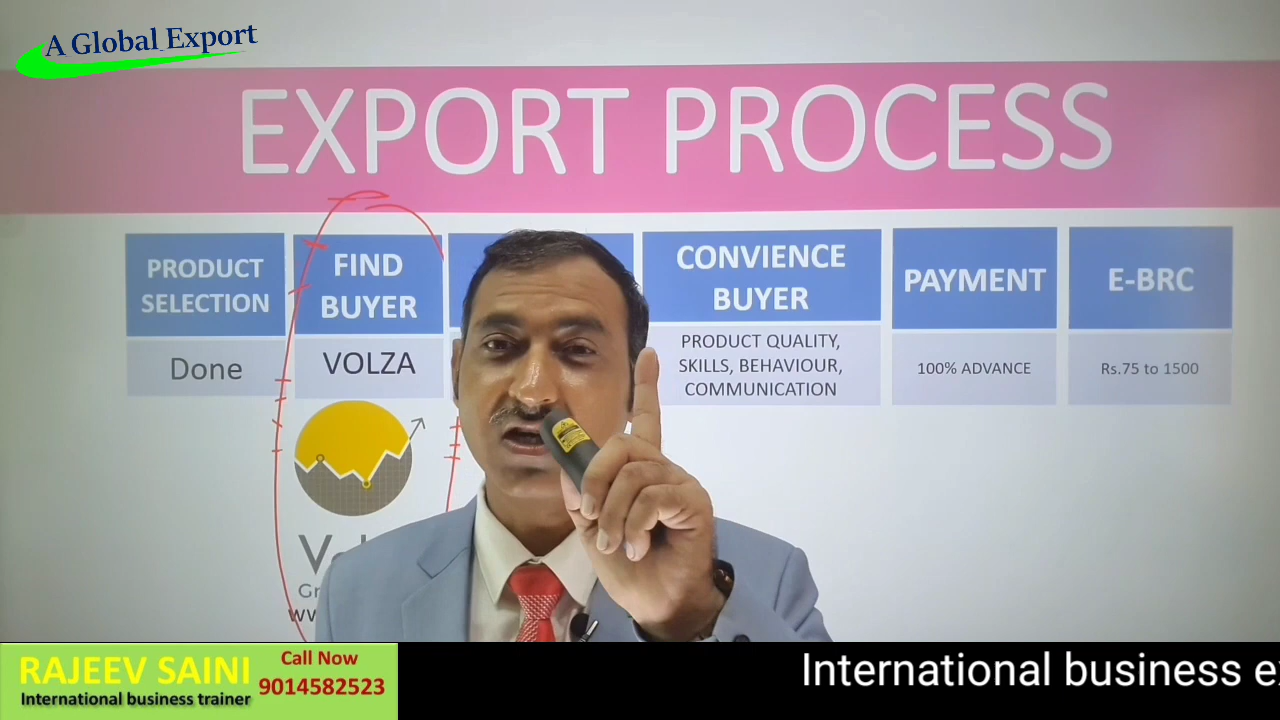 A Global Export
EXPORT PROCESS
PRODUCT
SELECTION
FIND
BUYER
CONVIENCE
BUYER
PAYMENT
E-BRC
Done
VOLZA
PRODUCT QUALITY,
SKILLS, BEHAVIOUR,
COMMUNICATION
100% ADVANCE
Rs.75 to 1500
RAJEEV SAINI
International business trainer
Call Now
9014582523
International business